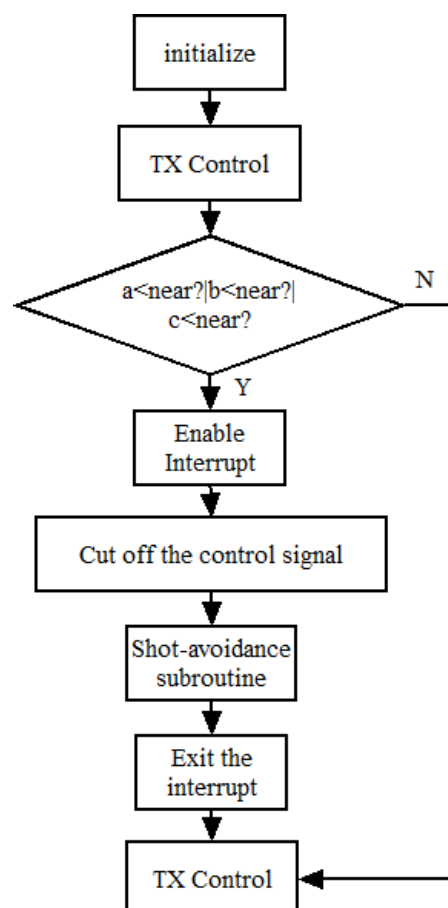 initialize
TX Control
a<near?|b<near?|
c<near?
N
Y
Enable
Interrupt
Cut off the control signal
Shot-avoidance
subroutine
Exit the
interrupt
TX Control